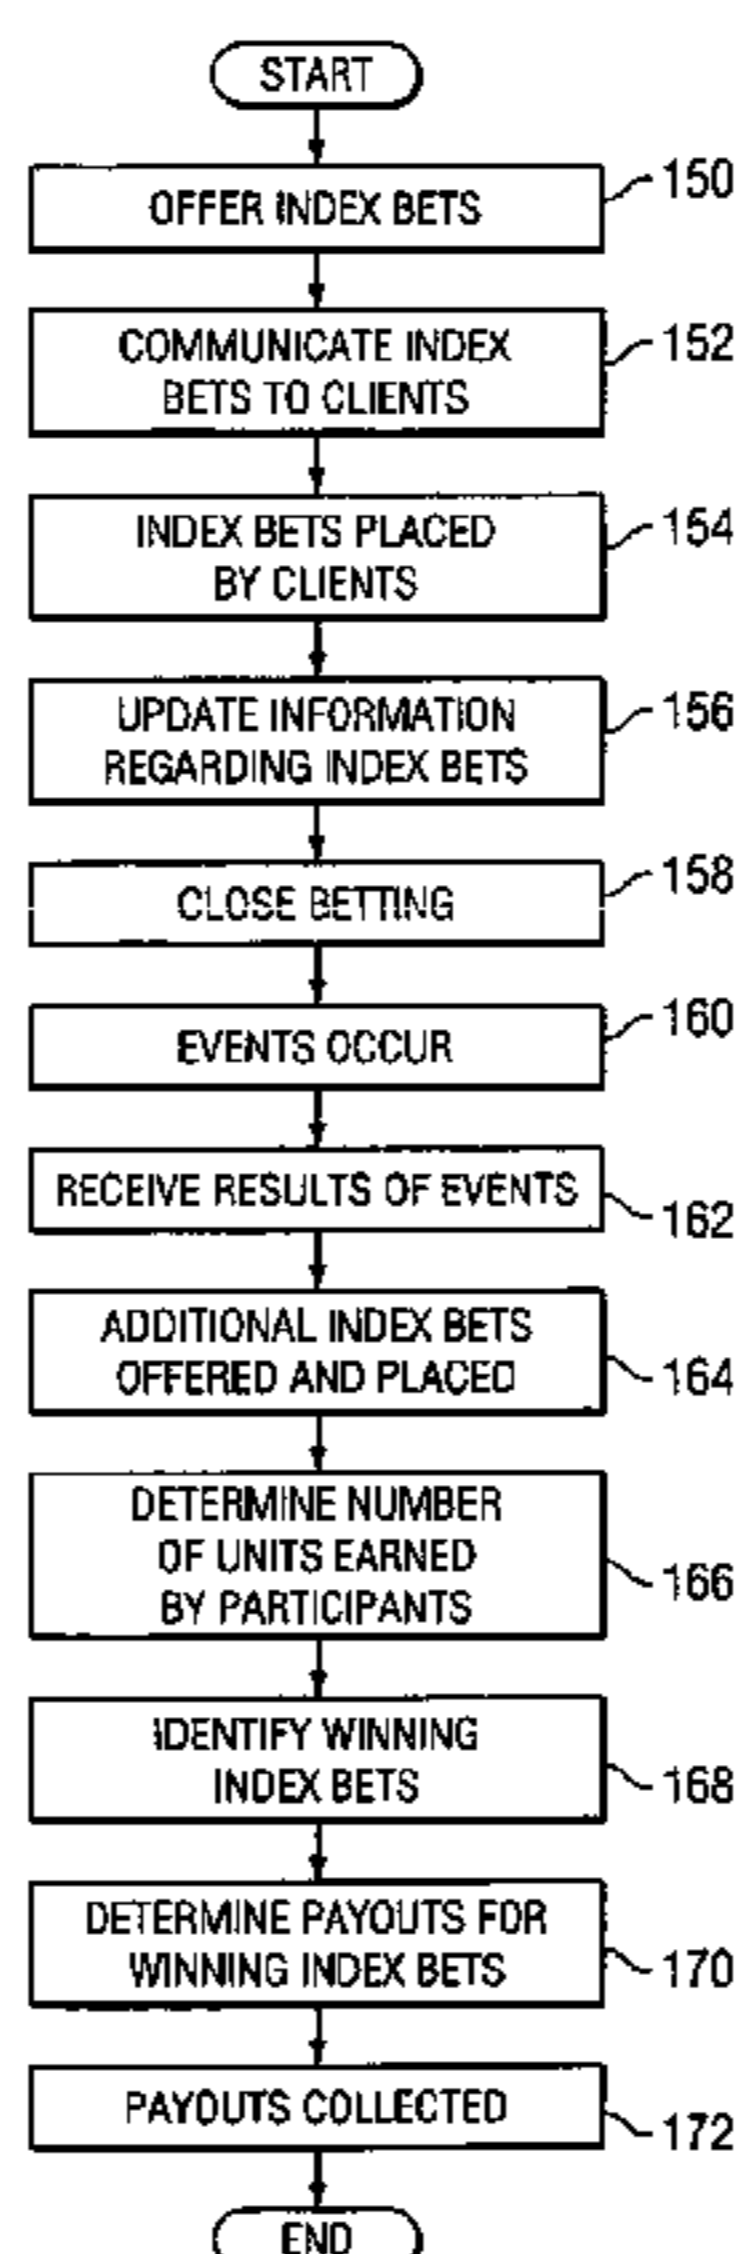 START
OFFER INDEX BETS
150
COMMUNICATE INDEX
BETS TO CLIENTS
152
INDEX BETS PLACED
BY CLIENTS
154
UPDATE INFORMATION
REGARDING INDEX BETS
156
CLOSE BETTING
158
EVENTS OCCUR
160
RECEIVE RESULTS OF EVENTS
162
ADDITIONAL INDEX BETS
OFFERED AND PLACED
164
DETERMINE NUMBER
OF UNITS EARNED
BY PARTICIPANTS
166
IDENTIFY WINNING
INDEX BETS
168
DETERMINE PAYOUTS FOR
WINNING INDEX BETS
170
PAYOUTS COLLECTED
172
END